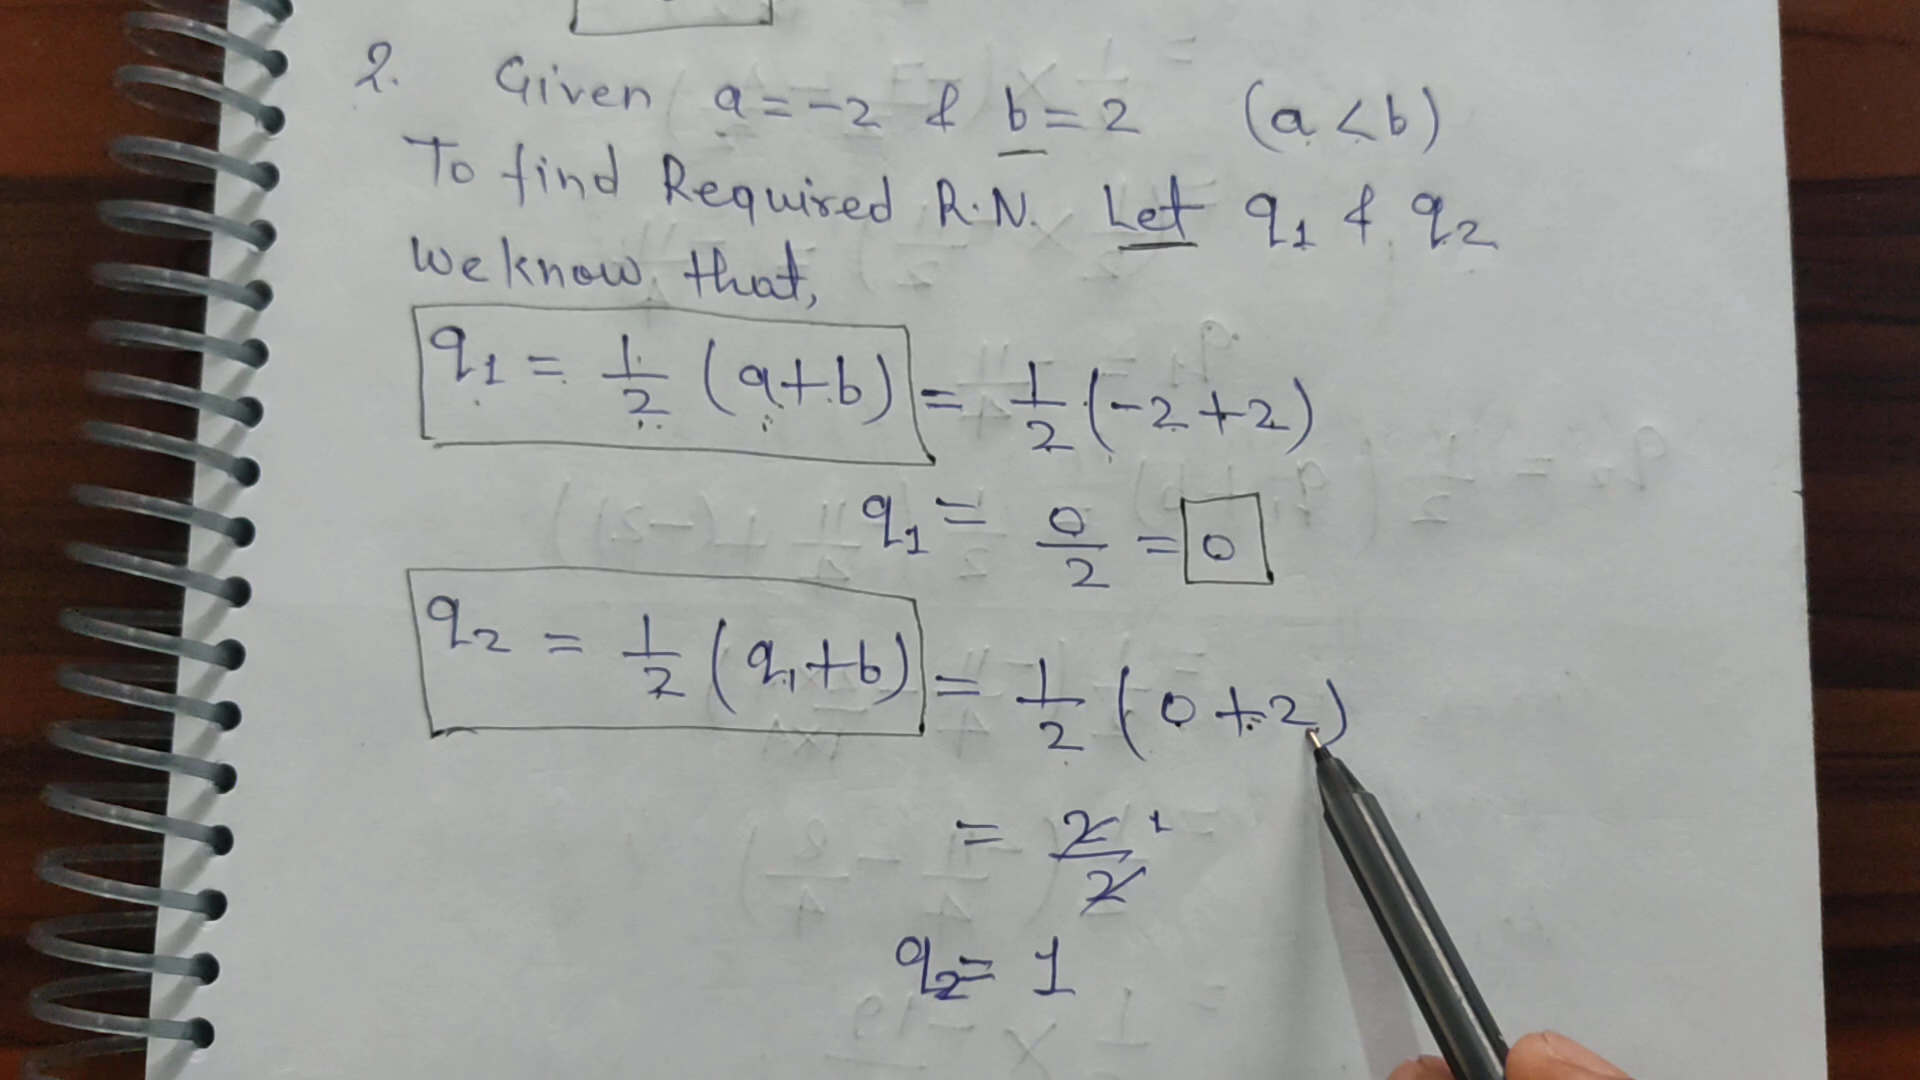 2. Given a = -2 & b = 2 (a < b)
To find Required R.N. Let q1 & q2
We know that,
q1 = 1/2 (a+b) = 1/2 (-2+2)
q1 = 0/2 = 0
q2 = 1/2 (q1+b) = 1/2 (0+2)
= 2/2 1
q2 = 1